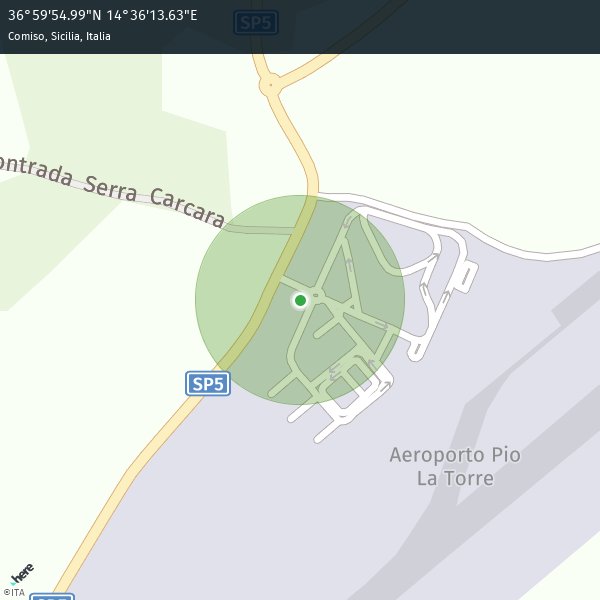 36°59'54.99"N 14°36'13.63"E
Comiso, Sicilia, Italia
SP5
ontrada Serra Carcara
SP5
Aeroporto Pio
La Torre
here
©ITA